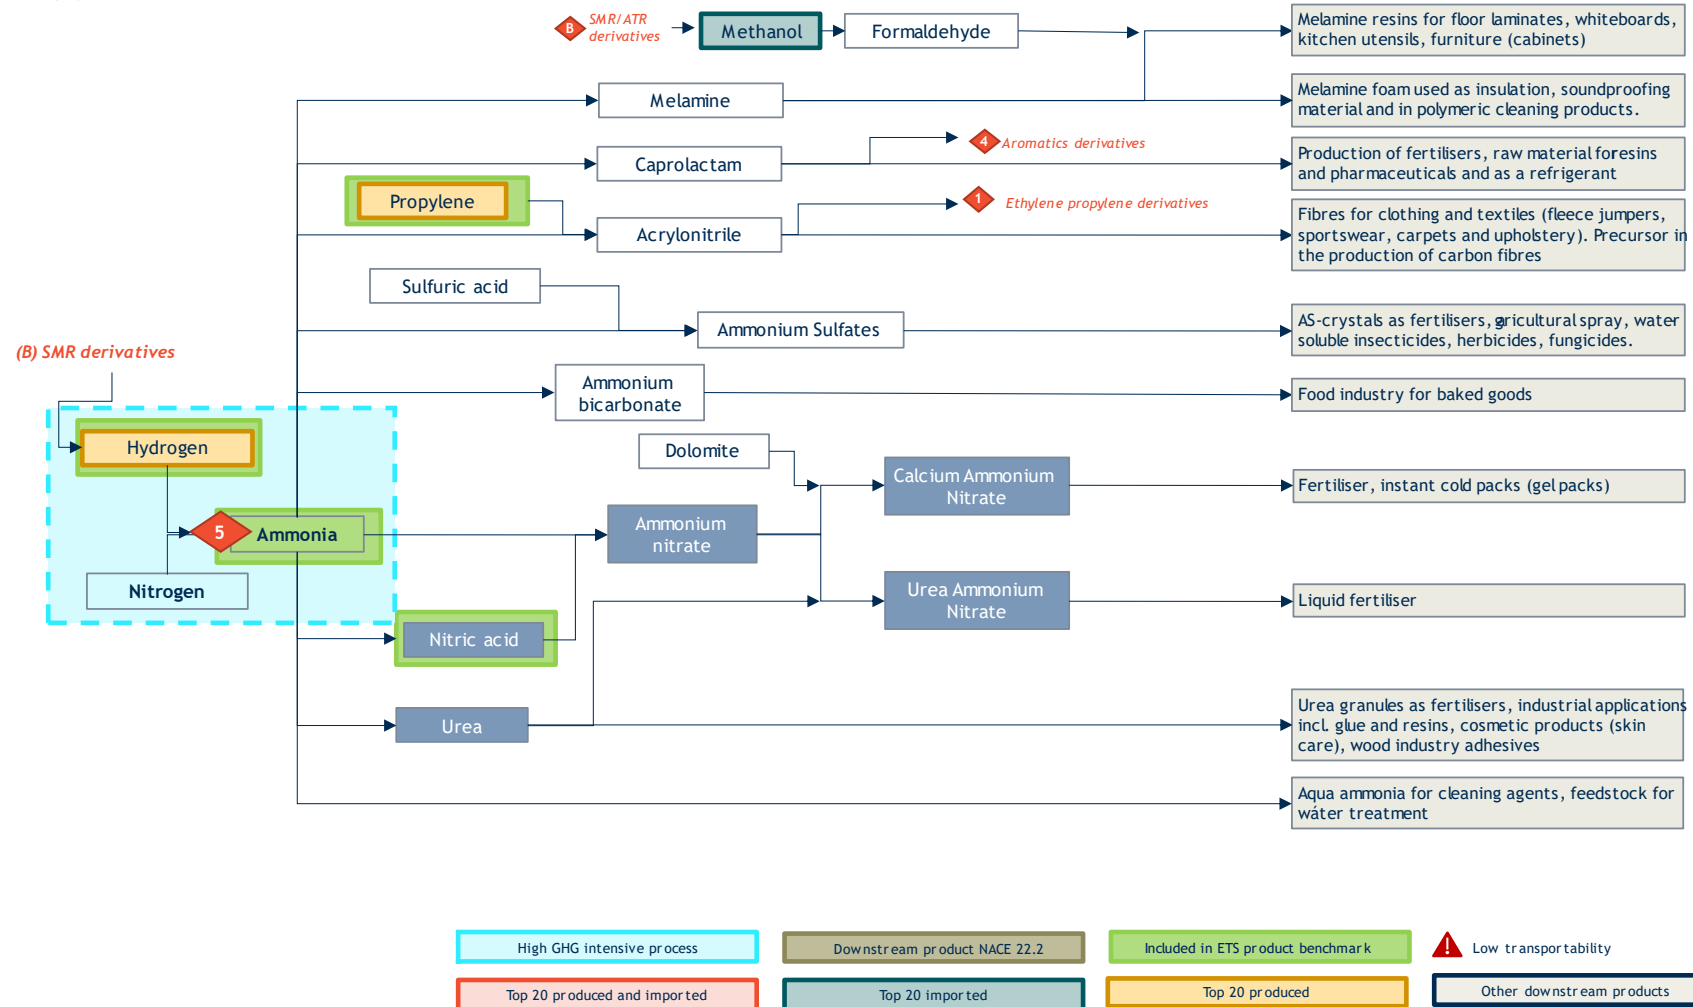 B
SMR/ATR
derivatives
Methanol
Formaldehyde
Melamine resins for floor laminates, whiteboards,
kitchen utensils, furniture (cabinets)
Melamine
Melamine foam used as insulation, soundproofing
material and in polymeric cleaning products.
4
Aromatics derivatives
Caprolactam
Production of fertilisers, raw material for resins
and pharmaceuticals and as a refrigerant
Propylene
1
Ethylene propylene derivatives
Acrylonitrile
Fibres for clothing and textiles (fleece jumpers,
sportswear, carpets and upholstery). Precursor in
the production of carbon fibres
Sulfuric acid
Ammonium Sulfates
AS-crystals as fertilisers, agricultural spray, water-
soluble insecticides, herbicides, fungicides.
(B) SMR derivatives
Ammonium
bicarbonate
Food industry for baked goods
Hydrogen
Dolomite
Calcium Ammonium
Nitrate
Fertiliser, instant cold packs (gel packs)
5
Ammonia
Ammonium
nitrate
Nitrogen
Urea Ammonium
Nitrate
Liquid fertiliser
Nitric acid
Urea
Urea granules as fertilisers, industrial applications
incl. glue and resins, cosmetic products (skin
care), wood industry adhesives
Aqua ammonia for cleaning agents, feedstock for
wáter treatment
High GHG intensive process
Downstream product NACE 22.2
Included in ETS product benchmark
!
Low transportability
Top 20 produced and imported
Top 20 imported
Top 20 produced
Other downstream products